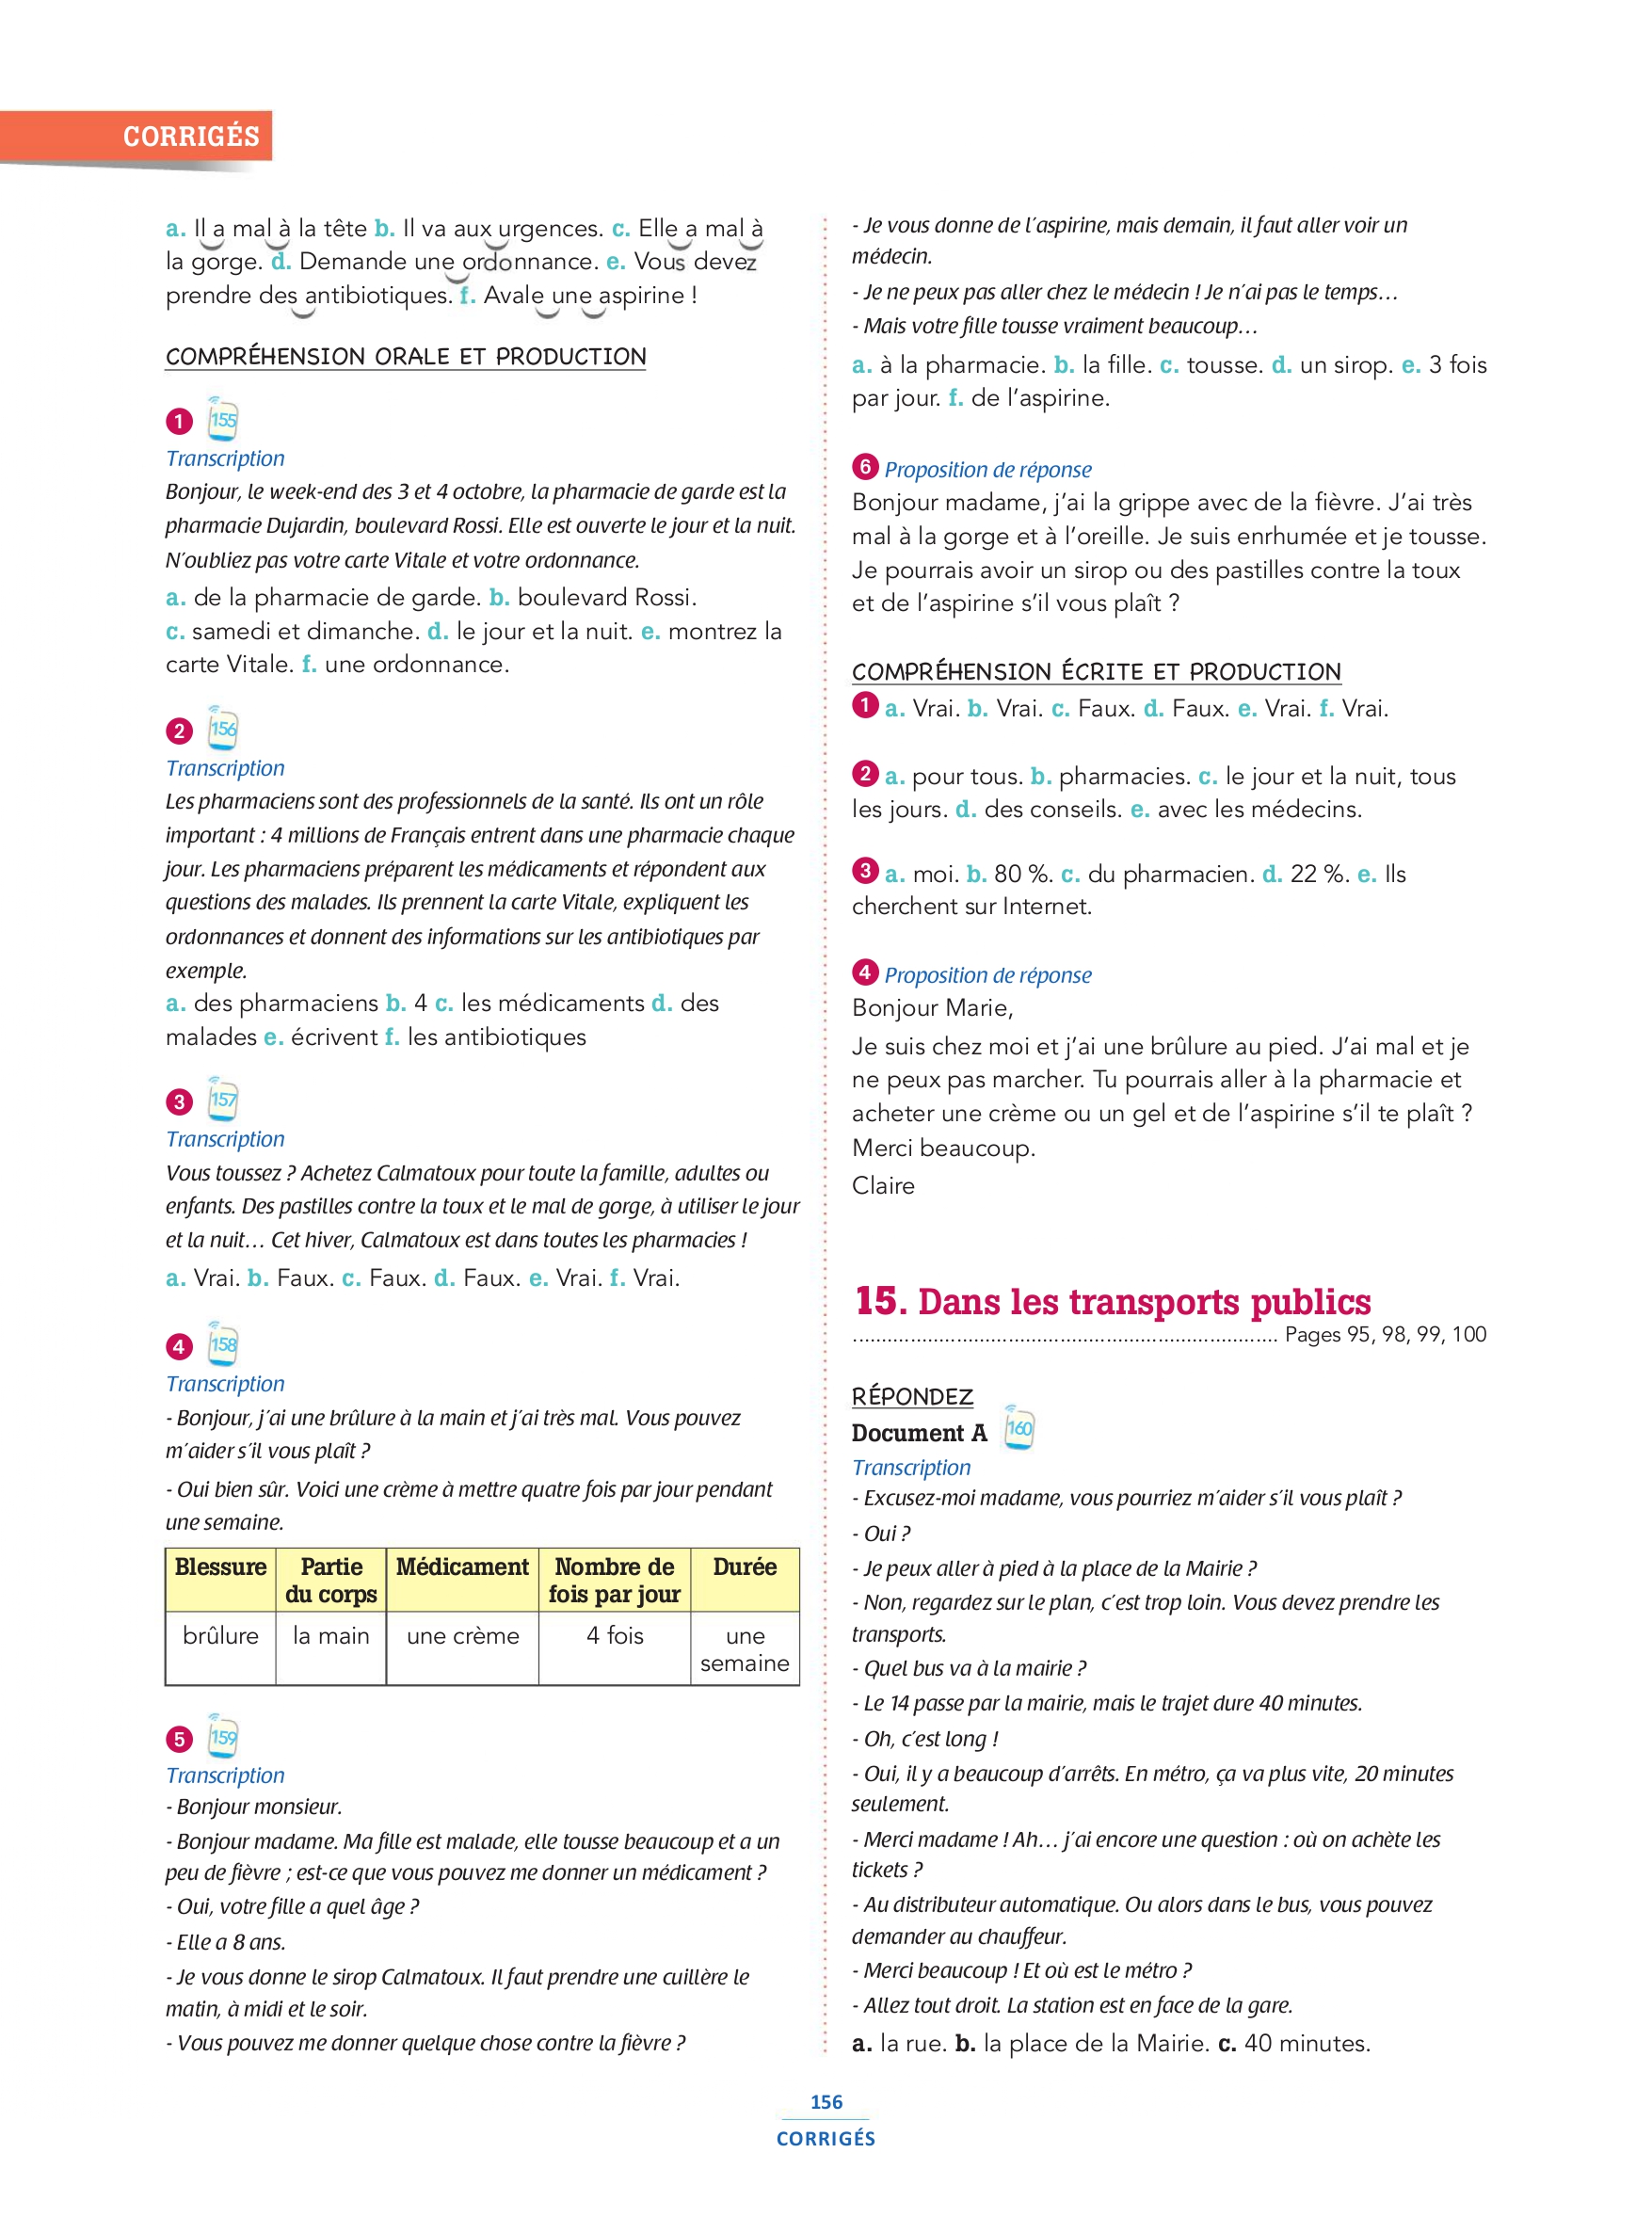 CORRIGÉS
a. Il a mal à la tête b. Il va aux urgences. c. Elle a mal à
la gorge. d. Demande une ordonnance. e. Vous devez
prendre des antibiotiques. f. Avale une aspirine !
COMPRÉHENSION ORALE ET PRODUCTION
1 155
Transcription
Bonjour, le week-end des 3 et 4 octobre, la pharmacie de garde est la
pharmacie Dujardin, boulevard Rossi. Elle est ouverte le jour et la nuit.
N'oubliez pas votre carte Vitale et votre ordonnance.
a. de la pharmacie de garde. b. boulevard Rossi.
c. samedi et dimanche. d. le jour et la nuit. e. montrez la
carte Vitale. f. une ordonnance.
2 156
Transcription
Les pharmaciens sont des professionnels de la santé. Ils ont un rôle
important : 4 millions de Français entrent dans une pharmacie chaque
jour. Les pharmaciens préparent les médicaments et répondent aux
questions des malades. Ils prennent la carte Vitale, expliquent les
ordonnances et donnent des informations sur les antibiotiques par
exemple.
a. des pharmaciens b. 4 c. les médicaments d. des
malades e. écrivent f. les antibiotiques
3 157
Transcription
Vous toussez ? Achetez Calmatoux pour toute la famille, adultes ou
enfants. Des pastilles contre la toux et le mal de gorge, à utiliser le jour
et la nuit… Cet hiver, Calmatoux est dans toutes les pharmacies !
a. Vrai. b. Faux. c. Faux. d. Faux. e. Vrai. f. Vrai.
4 158
Transcription
- Bonjour, j'ai une brûlure à la main et j'ai très mal. Vous pouvez
m'aider s'il vous plaît ?
- Oui bien sûr. Voici une crème à mettre quatre fois par jour pendant
une semaine.
Blessure Partie Médicament Nombre de Durée
du corps fois par jour
brûlure la main une crème 4 fois une
semaine
5 159
Transcription
- Bonjour monsieur.
- Bonjour madame. Ma fille est malade, elle tousse beaucoup et a un
peu de fièvre ; est-ce que vous pouvez me donner un médicament ?
- Oui, votre fille a quel âge ?
- Elle a 8 ans.
- Je vous donne le sirop Calmatoux. Il faut prendre une cuillère le
matin, à midi et le soir.
- Vous pouvez me donner quelque chose contre la fièvre ?
- Je vous donne de l'aspirine, mais demain, il faut aller voir un
médecin.
- Je ne peux pas aller chez le médecin ! Je n'ai pas le temps…
- Mais votre fille tousse vraiment beaucoup…
a. à la pharmacie. b. la fille. c. tousse. d. un sirop. e. 3 fois
par jour. f. de l'aspirine.
6 Proposition de réponse
Bonjour madame, j'ai la grippe avec de la fièvre. J'ai très
mal à la gorge et à l'oreille. Je suis enrhumée et je tousse.
Je pourrais avoir un sirop ou des pastilles contre la toux
et de l'aspirine s'il vous plaît ?
COMPRÉHENSION ÉCRITE ET PRODUCTION
1 a. Vrai. b. Vrai. c. Faux. d. Faux. e. Vrai. f. Vrai.
2 a. pour tous. b. pharmacies. c. le jour et la nuit, tous
les jours. d. des conseils. e. avec les médecins.
3 a. moi. b. 80 %. c. du pharmacien. d. 22 %. e. Ils
cherchent sur Internet.
4 Proposition de réponse
Bonjour Marie,
Je suis chez moi et j'ai une brûlure au pied. J'ai mal et je
ne peux pas marcher. Tu pourrais aller à la pharmacie et
acheter une crème ou un gel et de l'aspirine s'il te plaît ?
Merci beaucoup.
Claire
15. Dans les transports publics
.......................................................................... Pages 95, 98, 99, 100
RÉPONDEZ
Document A 160
Transcription
- Excusez-moi madame, vous pourriez m'aider s'il vous plaît ?
- Oui ?
- Je peux aller à pied à la place de la Mairie ?
- Non, regardez sur le plan, c'est trop loin. Vous devez prendre les
transports.
- Quel bus va à la mairie ?
- Le 14 passe par la mairie, mais le trajet dure 40 minutes.
- Oh, c'est long !
- Oui, il y a beaucoup d'arrêts. En métro, ça va plus vite, 20 minutes
seulement.
- Merci madame ! Ah… j'ai encore une question : où on achète les
tickets ?
- Au distributeur automatique. Ou alors dans le bus, vous pouvez
demander au chauffeur.
- Merci beaucoup ! Et où est le métro ?
- Allez tout droit. La station est en face de la gare.
a. la rue. b. la place de la Mairie. c. 40 minutes.
156
CORRIGÉS